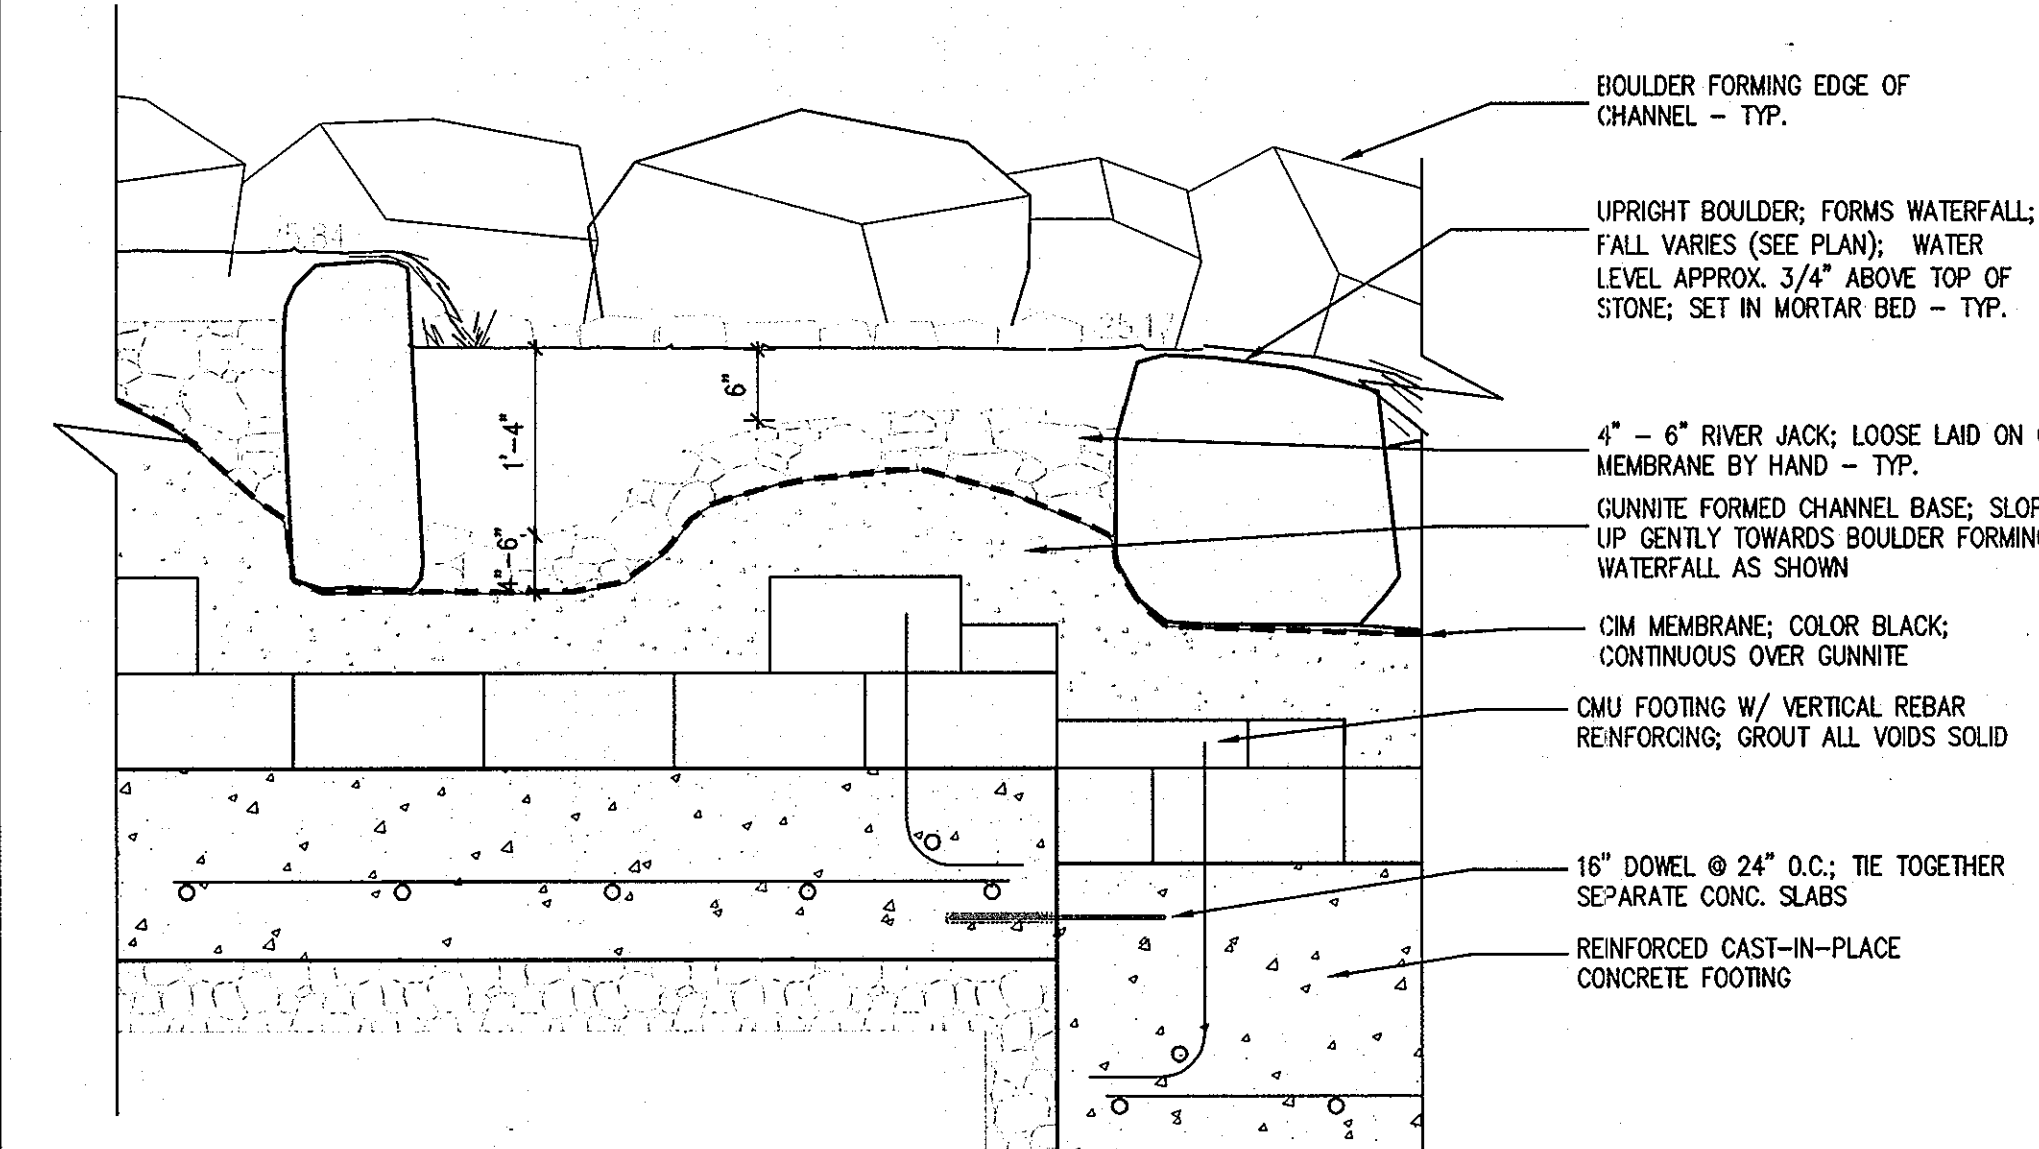 BOULDER FORMING EDGE OF
CHANNEL – TYP.
UPRIGHT BOULDER; FORMS WATERFALL;
FALL VARIES (SEE PLAN); WATER
LEVEL APPROX. 3/4" ABOVE TOP OF
STONE; SET IN MORTAR BED – TYP.
75.84
35.17
6"
1'-4"
4"-6"
4" – 6" RIVER JACK; LOOSE LAID ON
MEMBRANE BY HAND – TYP.
GUNNITE FORMED CHANNEL BASE; SLOP
UP GENTLY TOWARDS BOULDER FORMING
WATERFALL AS SHOWN
CIM MEMBRANE; COLOR BLACK;
CONTINUOUS OVER GUNNITE
CMU FOOTING W/ VERTICAL REBAR
REINFORCING; GROUT ALL VOIDS SOLID
16" DOWEL @ 24" O.C.; TIE TOGETHER
SEPARATE CONC. SLABS
REINFORCED CAST-IN-PLACE
CONCRETE FOOTING